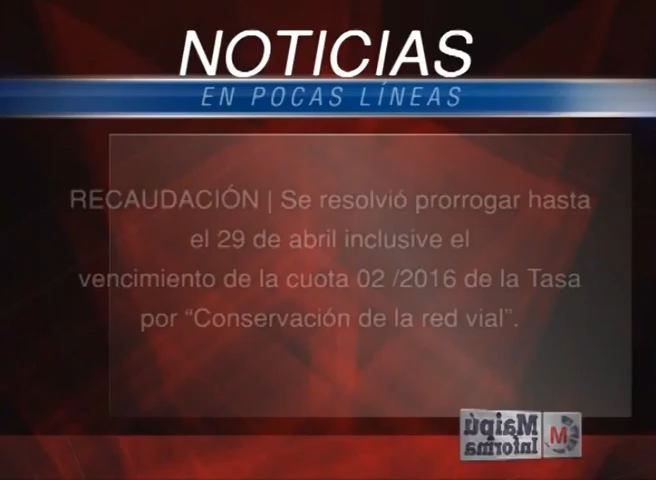 NOTICIAS
EN POCAS LÍNEAS
RECAUDACIÓN | Se resolvió prorrogar hasta
el 29 de abril inclusive el
vencimiento de la cuota 02 /2016 de la Tasa
por “Conservación de la red vial”.
Maipú M
Informa